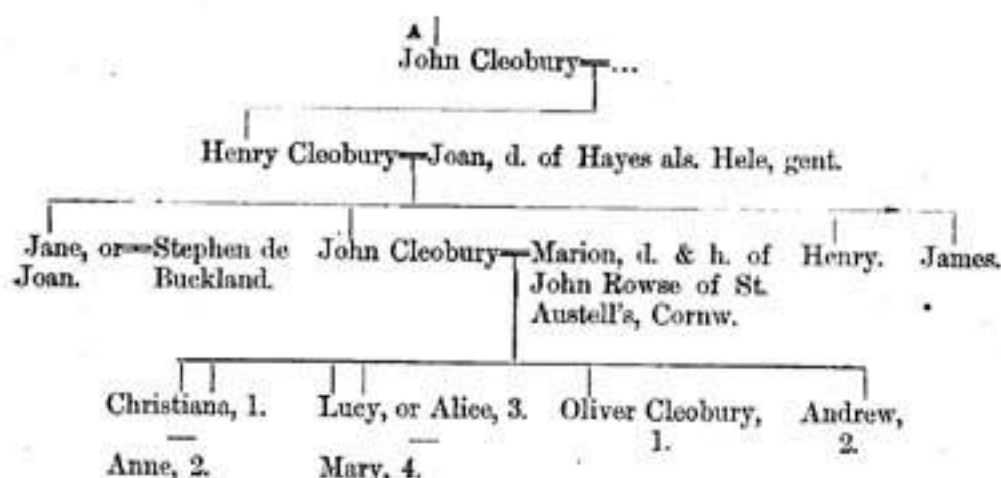 A
John Cleobury═...
Henry Cleobury═Joan, d. of Hayes als. Hele, gent.
Jane, or═Stephen de John Cleobury═Marion, d. & h. of Henry. James.
Joan. Buckland. John Rowse of St.
Austell's, Cornw.
Christiana, 1. Lucy, or Alice, 3. Oliver Cleobury, Andrew,
1. 2.
Anne, 2. Mary, 4.